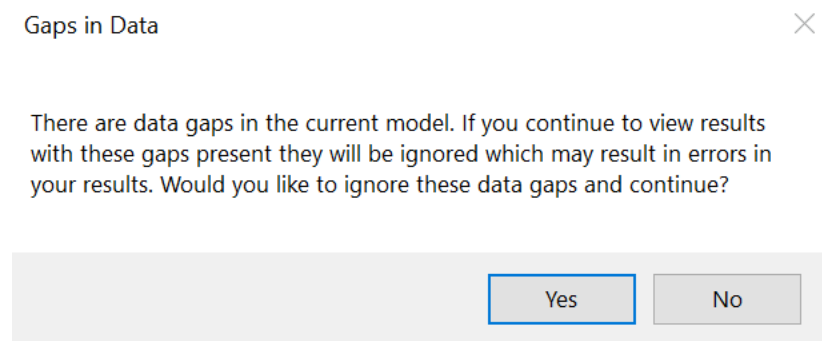 Gaps in Data
There are data gaps in the current model. If you continue to view results
with these gaps present they will be ignored which may result in errors in
your results. Would you like to ignore these data gaps and continue?
Yes
No